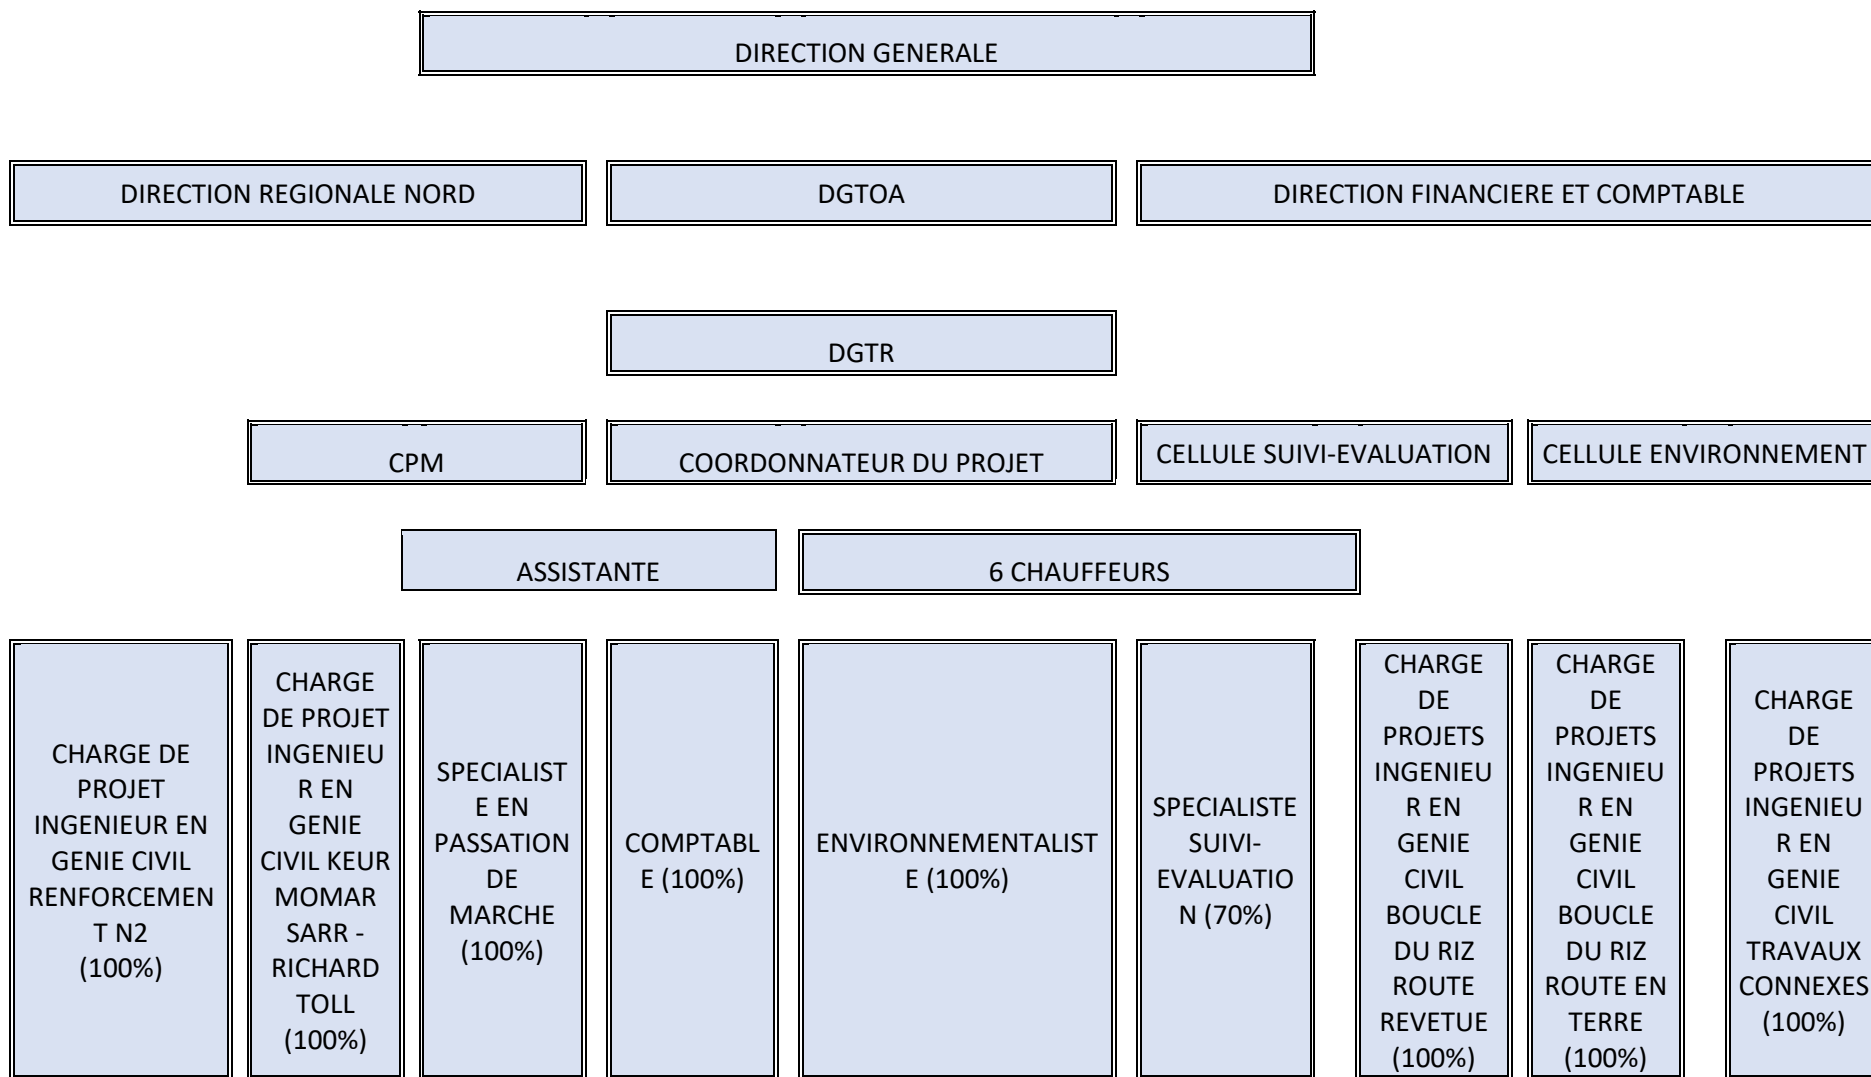 DIRECTION GENERALE
DIRECTION REGIONALE NORD
DGTOA
DIRECTION FINANCIERE ET COMPTABLE
DGTR
CPM
COORDONNATEUR DU PROJET
CELLULE SUIVI-EVALUATION
CELLULE ENVIRONNEMENT
ASSISTANTE
6 CHAUFFEURS
CHARGE DE
PROJET
INGENIEUR EN
GENIE CIVIL
RENFORCEMEN
T N2
(100%)
CHARGE
DE PROJET
INGENIEU
R EN
GENIE
CIVIL KEUR
MOMAR
SARR -
RICHARD
TOLL
(100%)
SPECIALIST
E EN
PASSATION
DE
MARCHE
(100%)
COMPTABL
E (100%)
ENVIRONNEMENTALIST
E (100%)
SPECIALISTE
SUIVI-
EVALUATIO
N (70%)
CHARGE
DE
PROJETS
INGENIEU
R EN
GENIE
CIVIL
BOUCLE
DU RIZ
ROUTE
REVETUE
(100%)
CHARGE
DE
PROJETS
INGENIEU
R EN
GENIE
CIVIL
BOUCLE
DU RIZ
ROUTE EN
TERRE
(100%)
CHARGE
DE
PROJETS
INGENIEU
R EN
GENIE
CIVIL
TRAVAUX
CONNEXES
(100%)